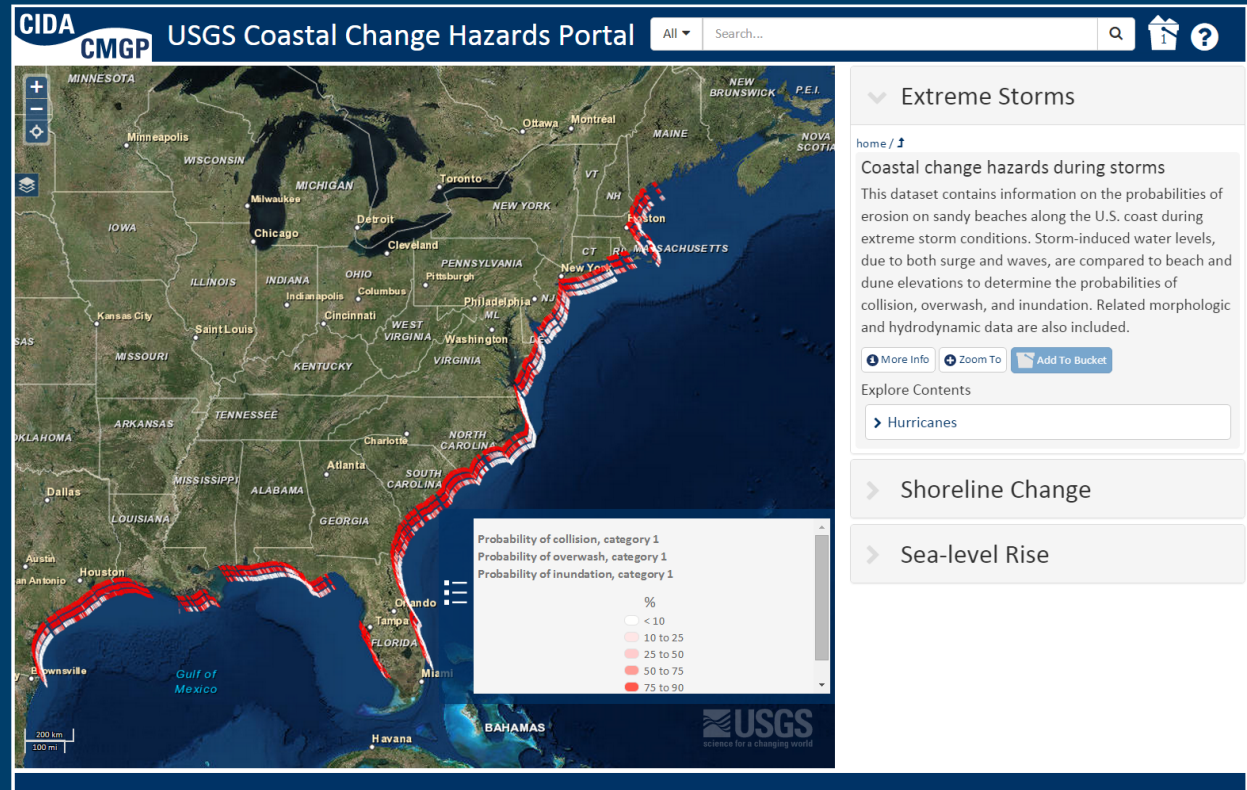 CIDA
CMGP
USGS Coastal Change Hazards Portal
All
Search...
1
?
+
−
MINNESOTA
NEW
BRUNSWICK
P.E.I.
Ottawa
Montréal
MAINE
NOVA
SCOTIA
Minneapolis
WISCONSIN
VT
Toronto
MICHIGAN
NH
Milwaukee
NEW YORK
Detroit
Boston
IOWA
Chicago
Cleveland
CT
RI
MASSACHUSETTS
PENNSYLVANIA
New York
ILLINOIS
INDIANA
OHIO
Pittsburgh
Indianapolis
Columbus
Philadelphia
NJ
Kansas City
Cincinnati
ML
Saint Louis
WEST
VIRGINIA
Washington
DE
SAS
MISSOURI
KENTUCKY
VIRGINIA
TENNESSEE
ARKANSAS
OKLAHOMA
Charlotte
NORTH
CAROLINA
Atlanta
SOUTH
CAROLINA
MISSISSIPPI
ALABAMA
Dallas
LOUISIANA
GEORGIA
Austin
Houston
an Antonio
Orlando
Tampa
FLORIDA
Brownsville
Gulf of
Mexico
Miami
BAHAMAS
Havana
200 km
100 mi
Probability of collision, category 1
Probability of overwash, category 1
Probability of inundation, category 1
%
< 10
10 to 25
25 to 50
50 to 75
75 to 90
USGS
science for a changing world
Extreme Storms
home /
Coastal change hazards during storms
This dataset contains information on the probabilities of
erosion on sandy beaches along the U.S. coast during
extreme storm conditions. Storm-induced water levels,
due to both surge and waves, are compared to beach and
dune elevations to determine the probabilities of
collision, overwash, and inundation. Related morphologic
and hydrodynamic data are also included.
More Info
Zoom To
Add To Bucket
Explore Contents
Hurricanes
Shoreline Change
Sea-level Rise